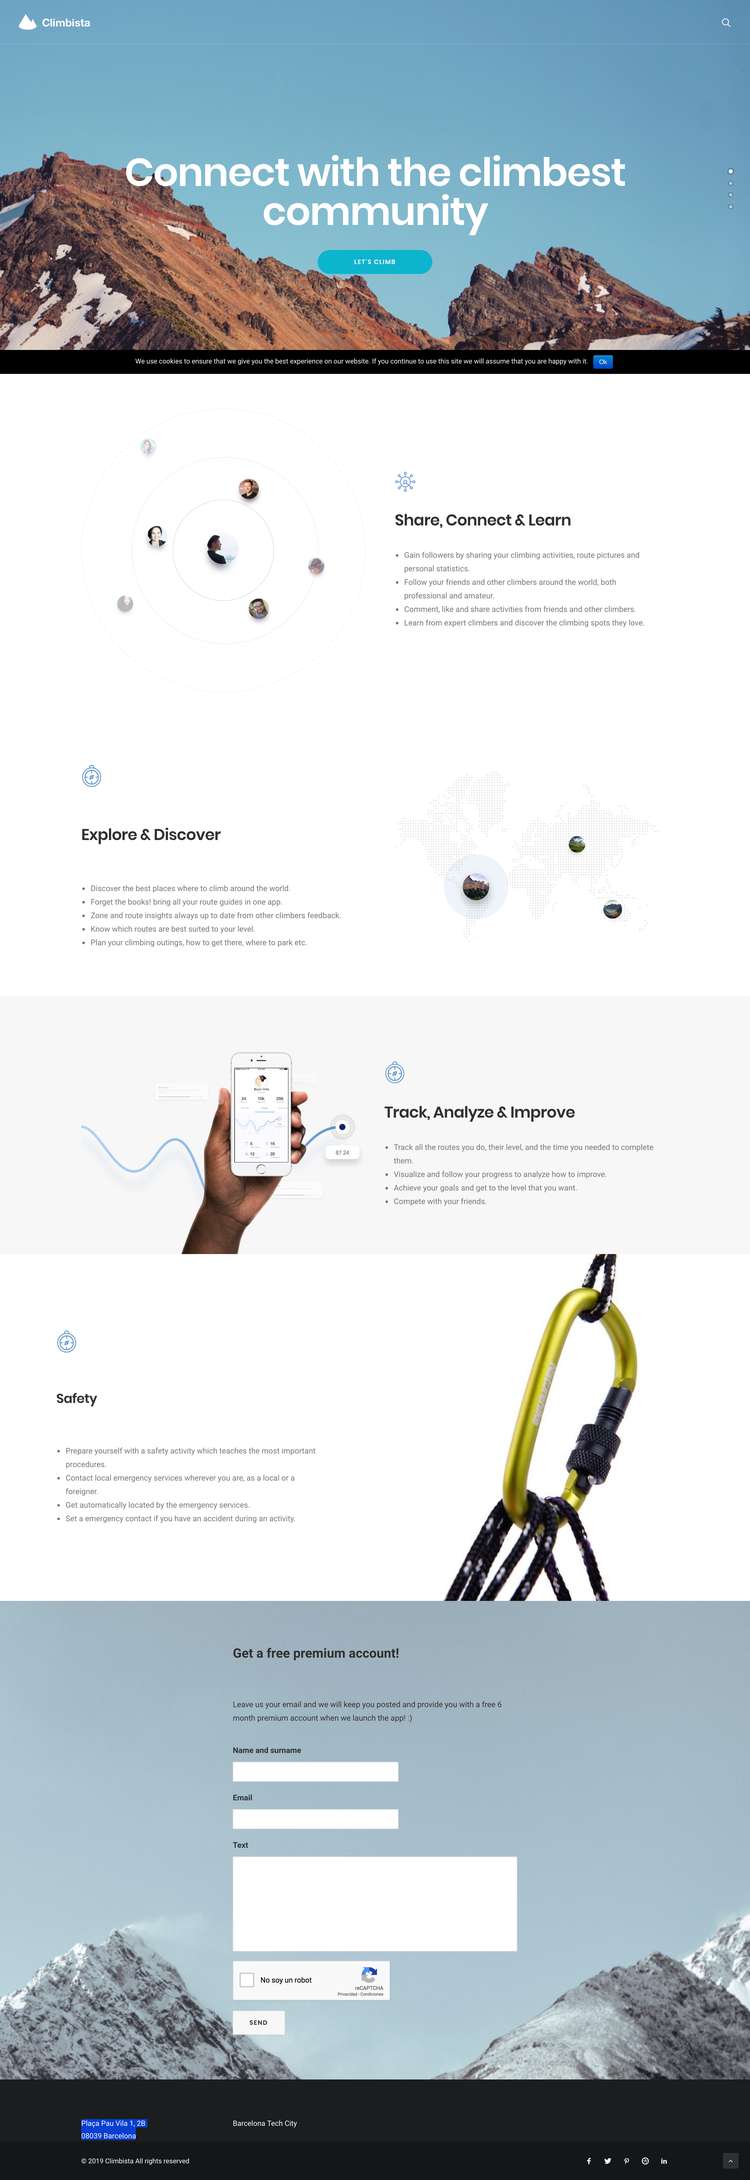 Climbista
Connect with the climbest
community
LET'S CLIMB
We use cookies to ensure that we give you the best experience on our website. If you continue to use this site we will assume that you are happy with it.
Ok
Share, Connect & Learn
Gain followers by sharing your climbing activities, route pictures and
personal statistics.
Follow your friends and other climbers around the world, both
professional and amateur.
Comment, like and share activities from friends and other climbers.
Learn from expert climbers and discover the climbing spots they love.
Explore & Discover
Discover the best places where to climb around the world.
Forget the books! bring all your route guides in one app.
Zone and route insights always up to date from other climbers feedback.
Know which routes are best suited to your level.
Plan your climbing outings, how to get there, where to park etc.
Track, Analyze & Improve
Track all the routes you do, their level, and the time you needed to complete
them.
Visualize and follow your progress to analyze how to improve.
Achieve your goals and get to the level that you want.
Compete with your friends.
Safety
Prepare yourself with a safety activity which teaches the most important
procedures.
Contact local emergency services wherever you are, as a local or a
foreigner.
Get automatically located by the emergency services.
Set a emergency contact if you have an accident during an activity.
Get a free premium account!
Leave us your email and we will keep you posted and provide you with a free 6
month premium account when we launch the app! :)
Name and surname
Email
Text
No soy un robot
reCAPTCHA
Privacidad - Condiciones
SEND
Plaça Pau Vila 1, 2B
08039 Barcelona
Barcelona Tech City
© 2019 Climbista All rights reserved